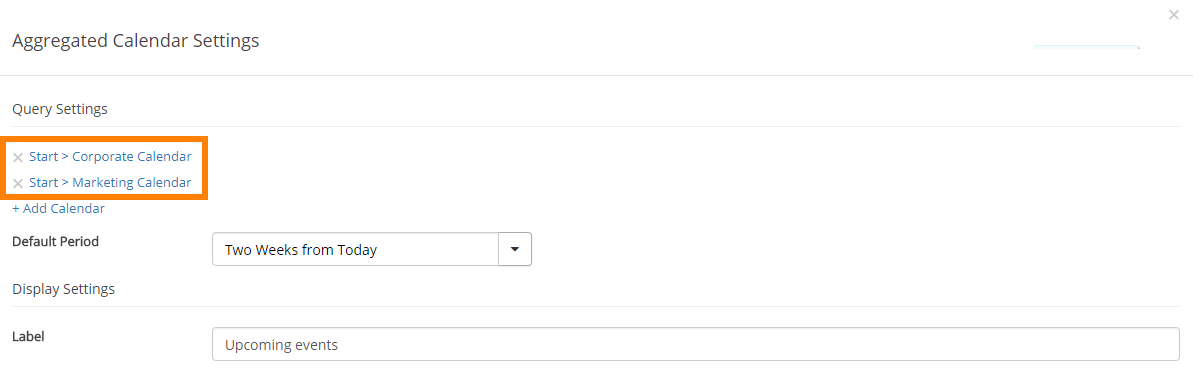 Aggregated Calendar Settings
Query Settings
Start > Corporate Calendar
Start > Marketing Calendar
+ Add Calendar
Default Period
Two Weeks from Today
Display Settings
Label
Upcoming events